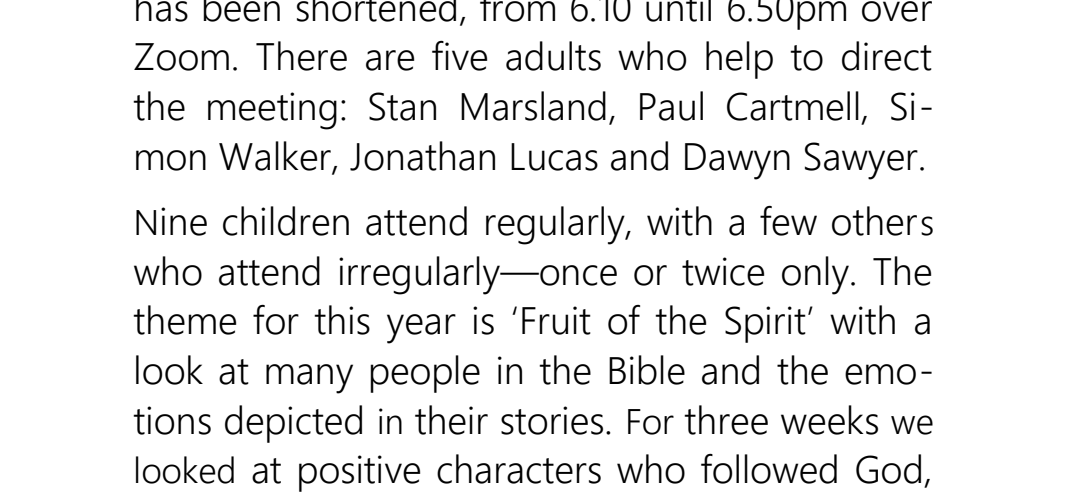 has been shortened, from 6.10 until 6.50pm over
Zoom. There are five adults who help to direct
the meeting: Stan Marsland, Paul Cartmell, Si-
mon Walker, Jonathan Lucas and Dawyn Sawyer.
Nine children attend regularly, with a few others
who attend irregularly—once or twice only. The
theme for this year is ‘Fruit of the Spirit’ with a
look at many people in the Bible and the emo-
tions depicted in their stories. For three weeks we
looked at positive characters who followed God,